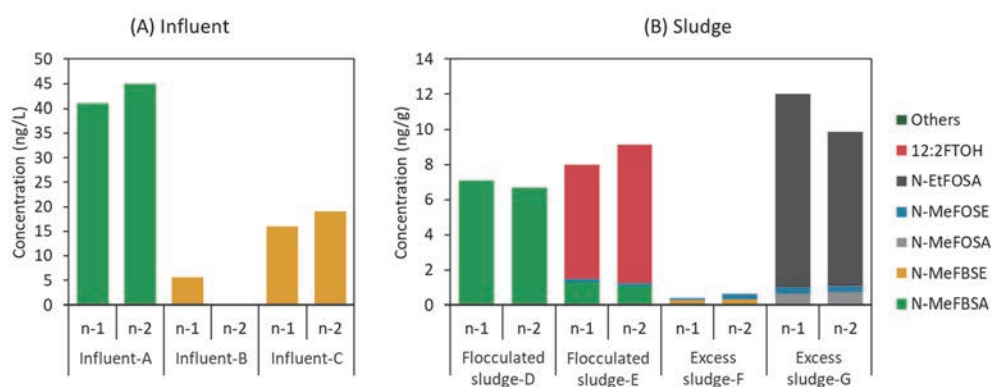 (A) Influent
Concentration (ng/L)
50
45
40
35
30
25
20
15
10
5
0
n-1
n-2
n-1
n-2
n-1
n-2
Influent-A
Influent-B
Influent-C
(B) Sludge
Concentration (ng/g)
14
12
10
8
6
4
2
0
n-1
n-2
n-1
n-2
n-1
n-2
n-1
n-2
Flocculated
sludge-D
Flocculated
sludge-E
Excess
sludge-F
Excess
sludge-G
Others
12:2FTOH
N-EtFOSA
N-MeFOSE
N-MeFOSA
N-MeFBSE
N-MeFBSA